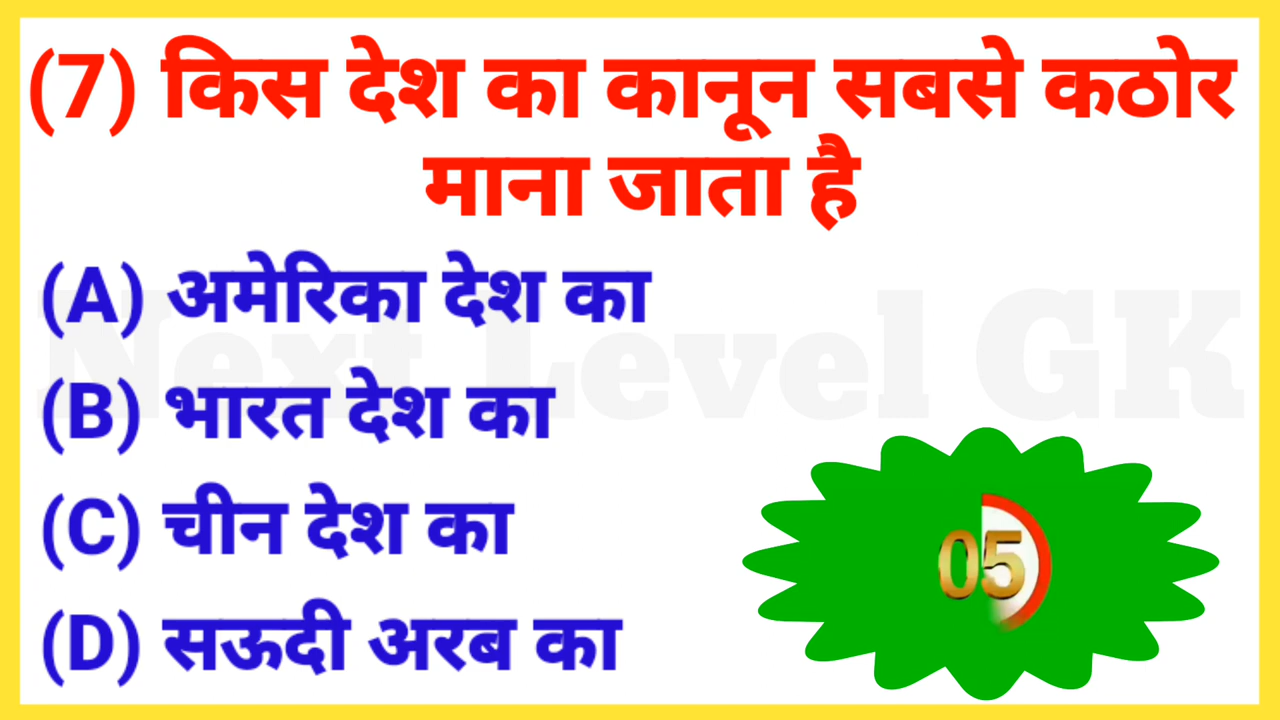 (7) किस देश का कानून सबसे कठोर
माना जाता है
(A) अमेरिका देश का
(B) भारत देश का
(C) चीन देश का
(D) सऊदी अरब का
Next Level GK
05